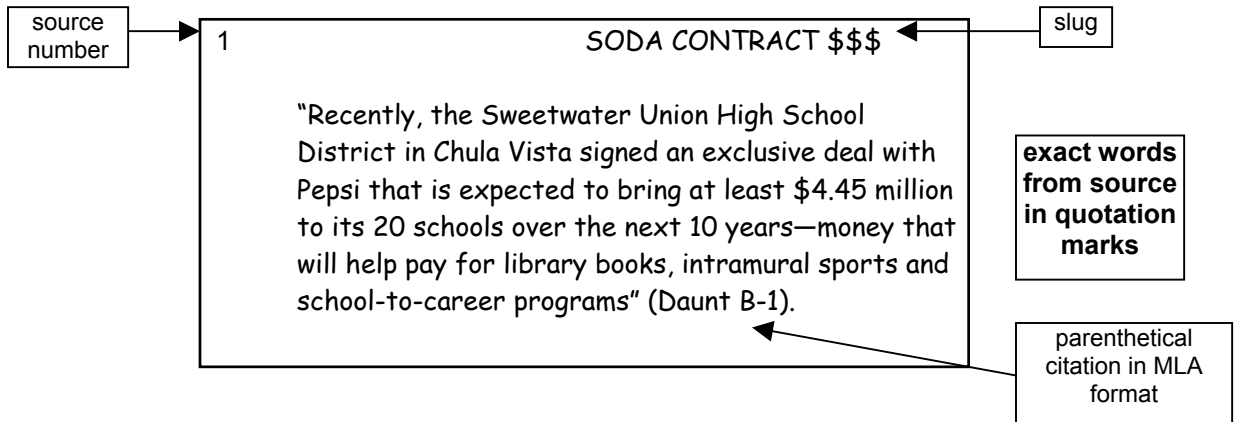 source
number
1
SODA CONTRACT $$$
slug
“Recently, the Sweetwater Union High School
District in Chula Vista signed an exclusive deal with
Pepsi that is expected to bring at least $4.45 million
to its 20 schools over the next 10 years—money that
will help pay for library books, intramural sports and
school-to-career programs” (Daunt B-1).
exact words
from source
in quotation
marks
parenthetical
citation in MLA
format